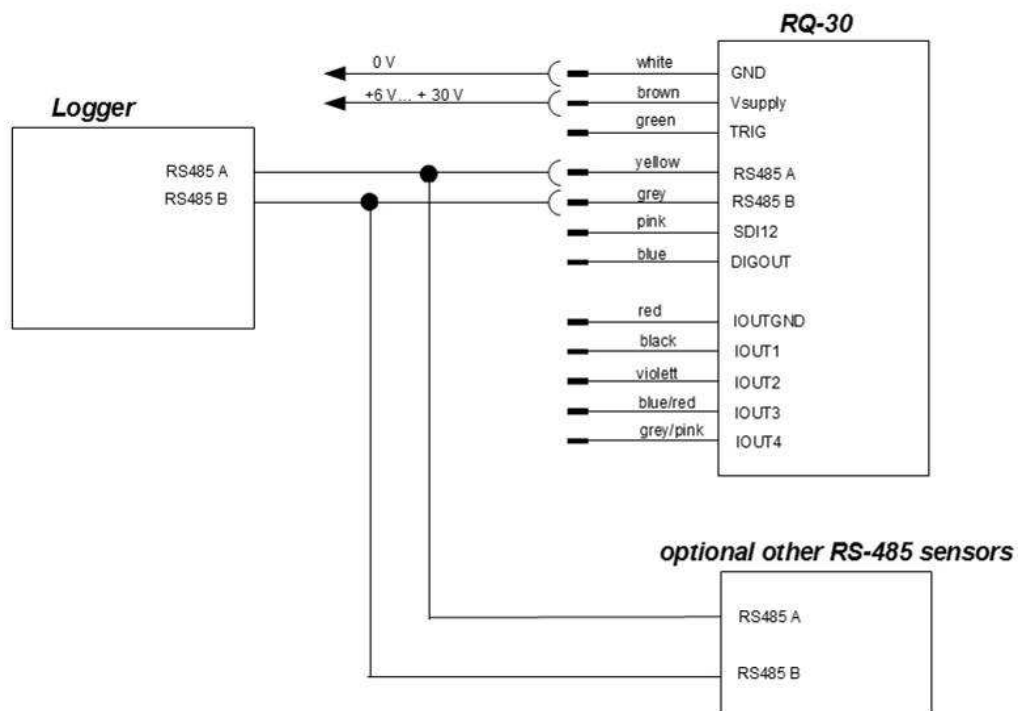 RQ-30
0 V
white
GND
+6 V... + 30 V
brown
Vsupply
green
TRIG
Logger
RS485 A
yellow
RS485 A
RS485 B
grey
RS485 B
pink
SDI12
blue
DIGOUT
red
IOUTGND
black
IOUT1
violett
IOUT2
blue/red
IOUT3
grey/pink
IOUT4
optional other RS-485 sensors
RS485 A
RS485 B